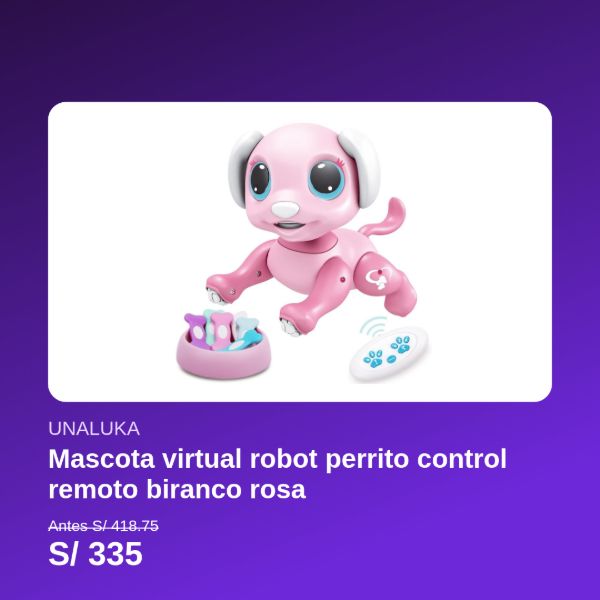 UNALUKA
Mascota virtual robot perrito control
remoto biranco rosa
Antes S/ 418.75
S/ 335